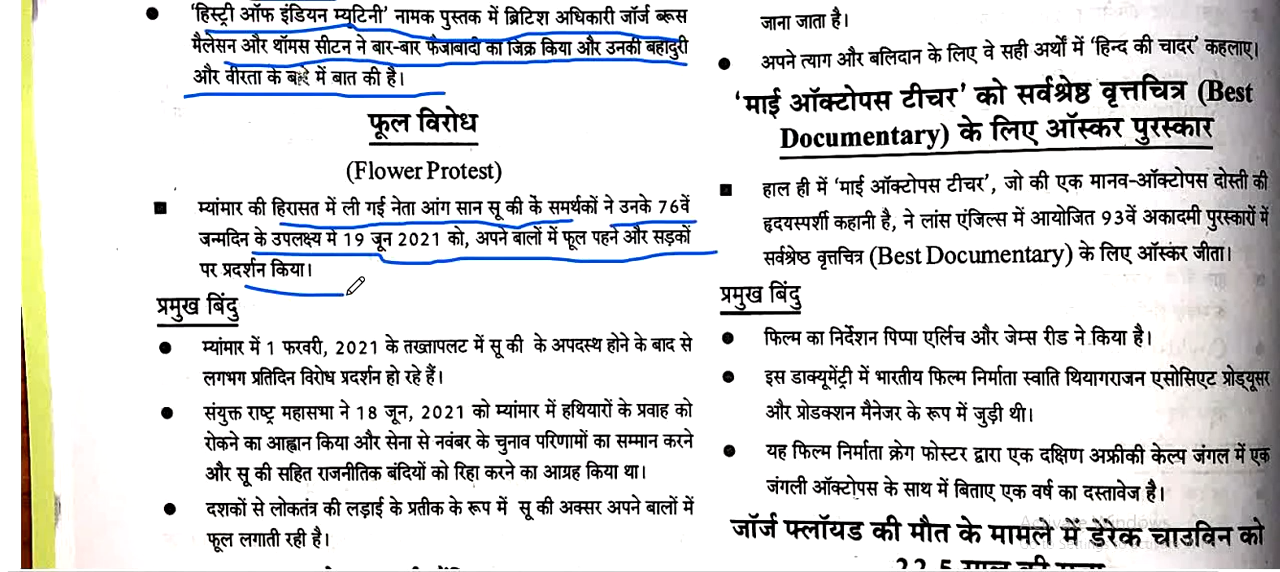 'हिस्ट्री ऑफ इंडियन म्यूटिनी' नामक पुस्तक में ब्रिटिश अधिकारी जॉर्ज ब्रूस
मैलेसन और थॉमस सीटन ने बार-बार फैजाबादी का जिक्र किया और उनकी बहादुरी
और वीरता के बारे में बात की है।
फूल विरोध
(Flower Protest)
म्यांमार की हिरासत में ली गई नेता आंग सान सू की के समर्थकों ने उनके 76वें
जन्मदिन के उपलक्ष्य में 19 जून 2021 को, अपने बालों में फूल पहने और सड़कों
पर प्रदर्शन किया।
प्रमुख बिंदु
म्यांमार में 1 फरवरी, 2021 के तख्तापलट में सू की के अपदस्थ होने के बाद से
लगभग प्रतिदिन विरोध प्रदर्शन हो रहे हैं।
संयुक्त राष्ट्र महासभा ने 18 जून, 2021 को म्यांमार में हथियारों के प्रवाह को
रोकने का आह्वान किया और सेना से नवंबर के चुनाव परिणामों का सम्मान करने
और सू की सहित राजनीतिक बंदियों को रिहा करने का आग्रह किया था।
दशकों से लोकतंत्र की लड़ाई के प्रतीक के रूप में सू की अक्सर अपने बालों में
फूल लगाती रही है।
जाना जाता है।
अपने त्याग और बलिदान के लिए वे सही अर्थों में 'हिन्द की चादर' कहलाए।
'माई ऑक्टोपस टीचर' को सर्वश्रेष्ठ वृत्तचित्र (Best
Documentary) के लिए ऑस्कर पुरस्कार
हाल ही में 'माई ऑक्टोपस टीचर', जो की एक मानव-ऑक्टोपस दोस्ती की
हृदयस्पर्शी कहानी है, ने लांस एंजिल्स में आयोजित 93वें अकादमी पुरस्कारों में
सर्वश्रेष्ठ वृत्तचित्र (Best Documentary) के लिए ऑस्कर जीता।
प्रमुख बिंदु
फिल्म का निर्देशन पिप्पा एर्लिच और जेम्स रीड ने किया है।
इस डाक्यूमेंट्री में भारतीय फिल्म निर्माता स्वाति थियागराजन एसोसिएट प्रोड्यूसर
और प्रोडक्शन मैनेजर के रूप में जुड़ी थी।
यह फिल्म निर्माता क्रेग फोस्टर द्वारा एक दक्षिण अफ्रीकी केल्प जंगल में एक
जंगली ऑक्टोपस के साथ में बिताए एक वर्ष का दस्तावेज है।
जॉर्ज फ्लॉयड की मौत के मामले में डेरेक चाउविन को